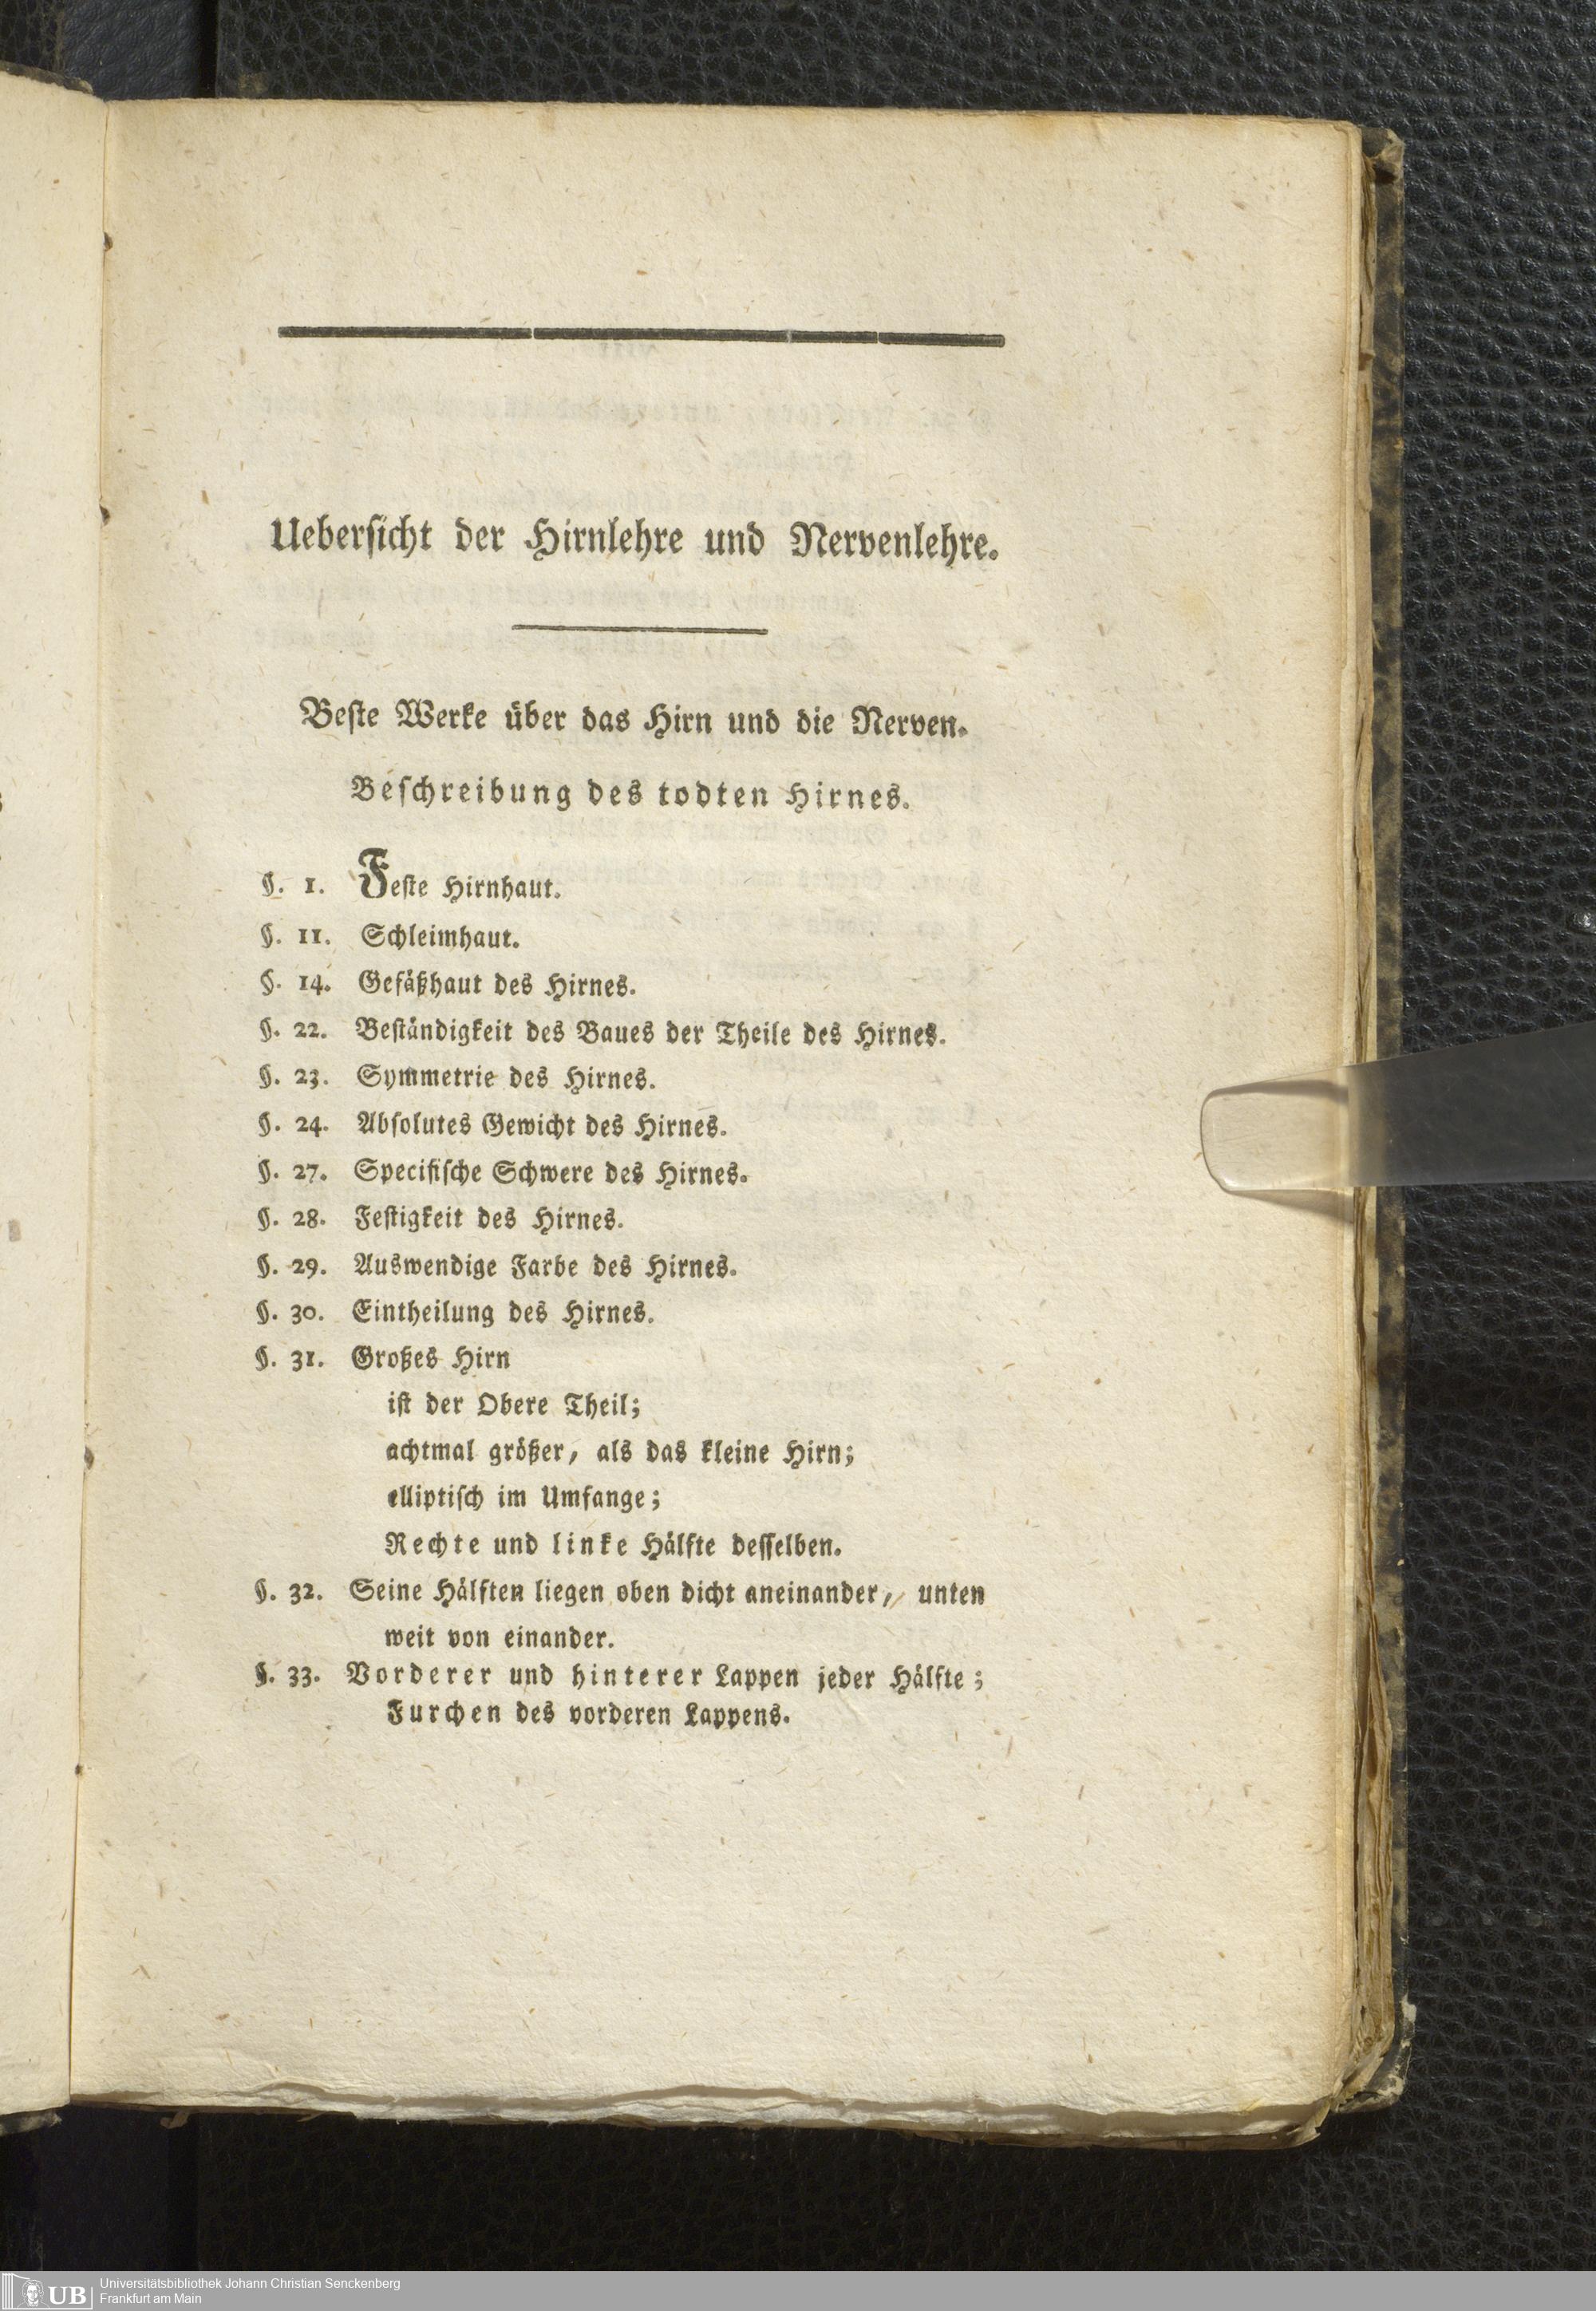 Uebersicht der Hirnlehre und Nervenlehre.
Beste Werke über das Hirn und die Nerven.
Beschreibung des todten Hirnes.
§. 1. Feste Hirnhaut.
§. 11. Schleimhaut.
§. 14. Gefäßhaut des Hirnes.
§. 22. Beständigkeit des Baues der Theile des Hirnes.
§. 23. Symmetrie des Hirnes.
§. 24. Absolutes Gewicht des Hirnes.
§. 27. Specifische Schwere des Hirnes.
§. 28. Festigkeit des Hirnes.
§. 29. Auswendige Farbe des Hirnes.
§. 30. Eintheilung des Hirnes.
§. 31. Großes Hirn
ist der Obere Theil;
achtmal größer, als das kleine Hirn;
elliptisch im Umfange;
Rechte und linke Hälfte desselben.
§. 32. Seine Hälften liegen oben dicht aneinander, unten
weit von einander.
§. 33. Vorderer und hinterer Lappen jeder Hälfte;
Furchen des vorderen Lappens.
UB
Universitätsbibliothek Johann Christian Senckenberg
Frankfurt am Main